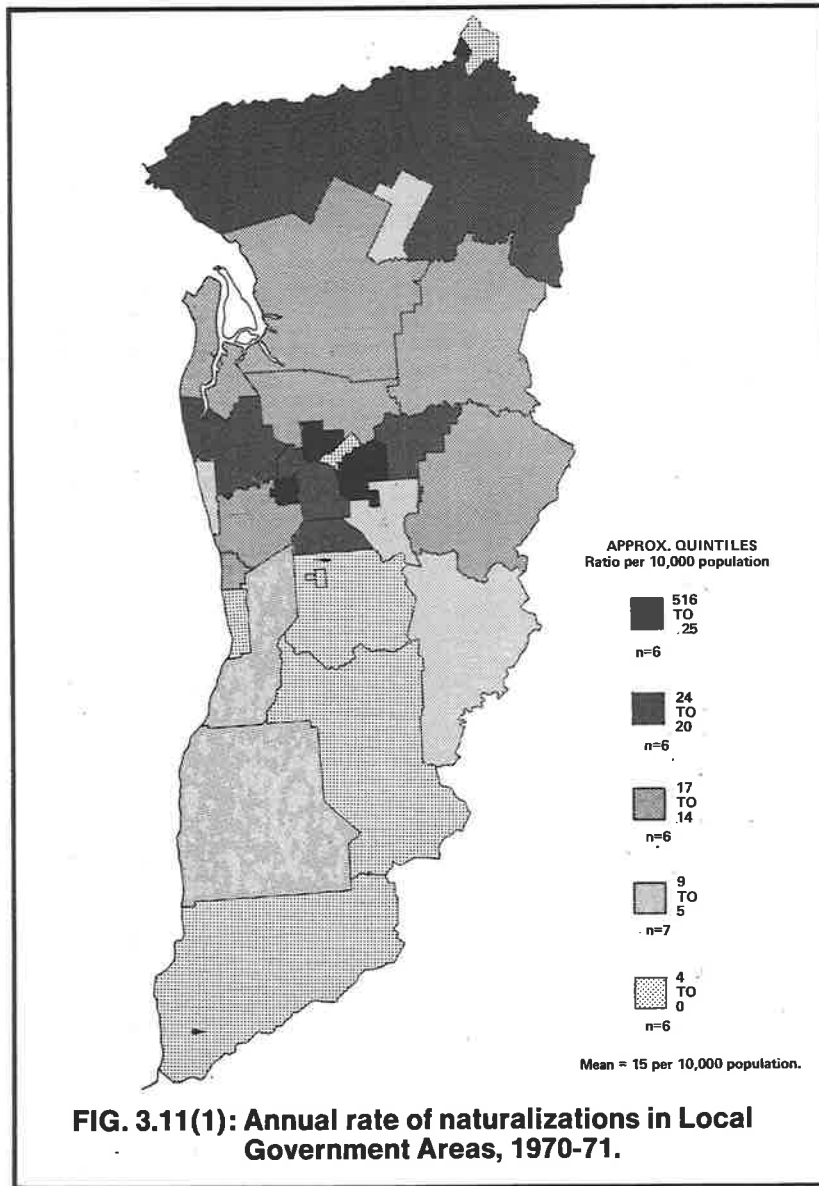 APPROX. QUINTILES
Ratio per 10,000 population
516
TO
.25
n=6
24
TO
20
n=6
17
TO
14
n=6
9
TO
5
n=7
4
TO
0
n=6
Mean = 15 per 10,000 population.
FIG. 3.11(1): Annual rate of naturalizations in Local
Government Areas, 1970-71.